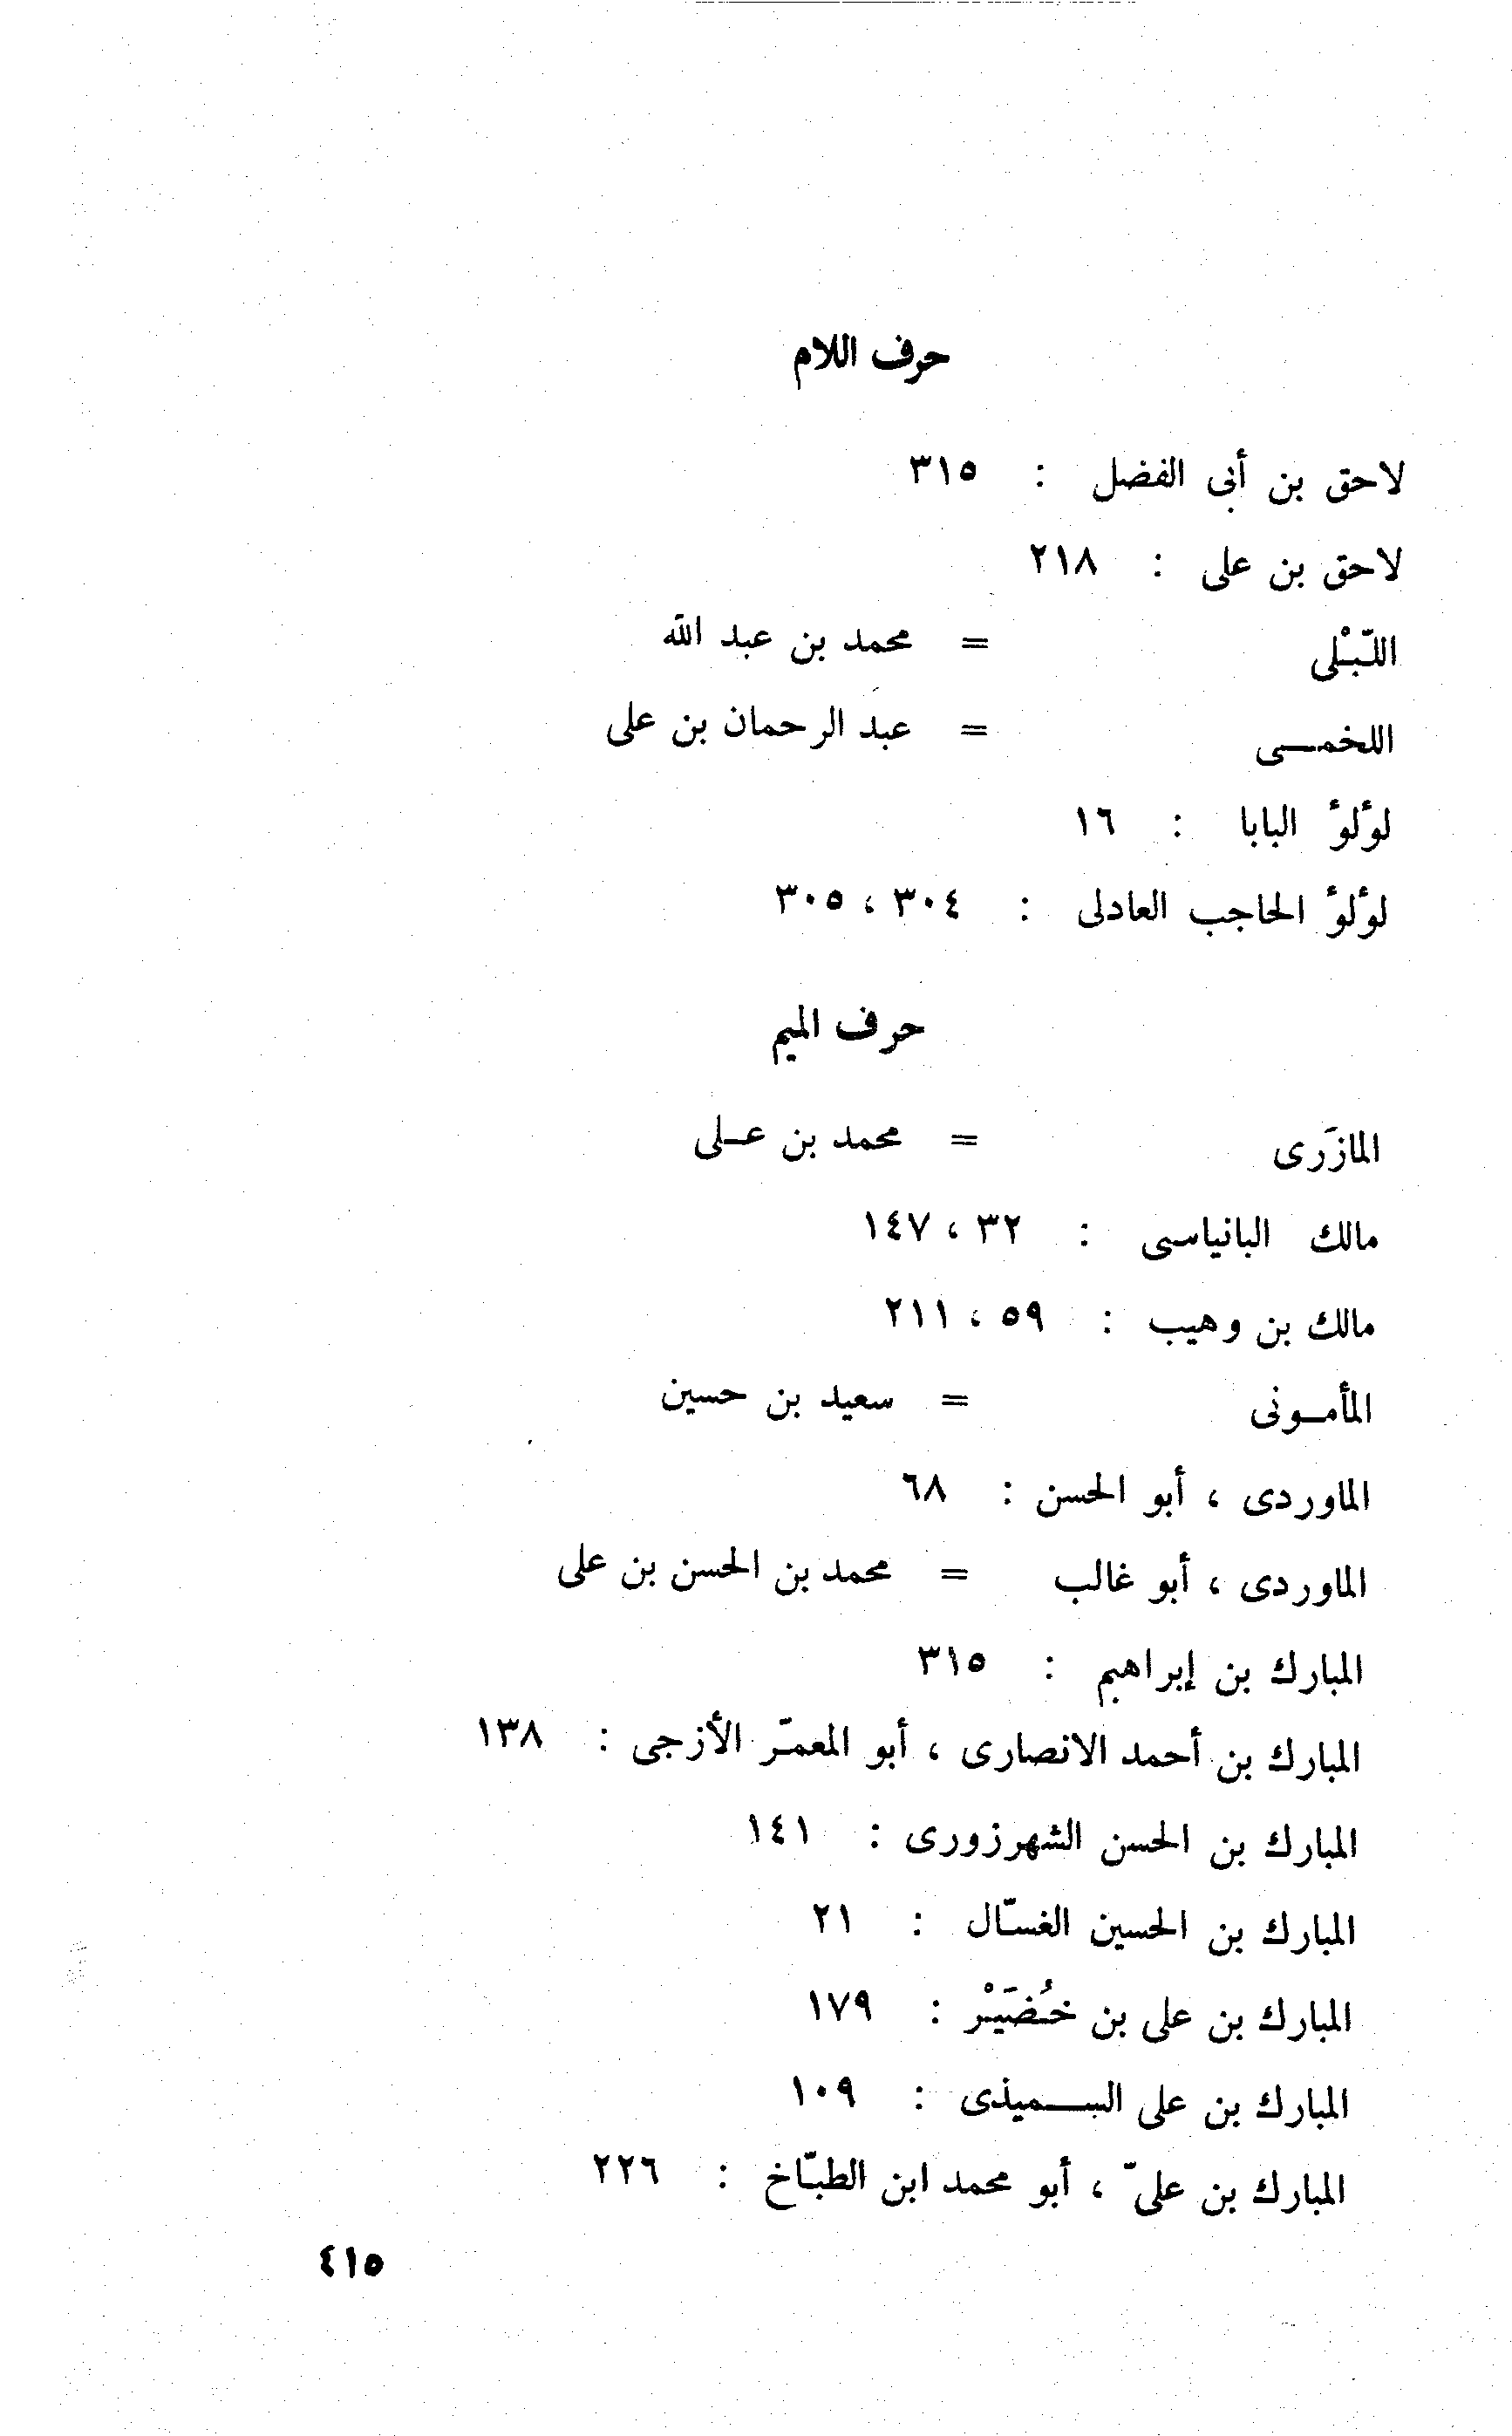 حرف اللام
لاحق بن أبى الفضل : ٣١٥
لاحق بن على : ٢١٨
اللّبْلى = محمد بن عبد الله
اللخمى = عبد الرحمان بن على
لؤلؤ البابا : ١٦
لؤلؤ الحاجب العادلى : ٣٠٤ ، ٣٠٥
حرف الميم
المازَرى = محمد بن على
مالك البانياسى : ٣٢ ، ١٤٧
مالك بن وهيب : ٥٩ ، ٢١١
المأمونى = سعيد بن حسين
الماوردى ، أبو الحسن : ٦٨
الماوردى ، أبو غالب = محمد بن الحسن بن على
المبارك بن إبراهيم : ٣١٥
المبارك بن أحمد الانصارى ، أبو المعمّر الأزجى : ١٣٨
المبارك بن الحسن الشهرزورى : ١٤١
المبارك بن الحسين الغسّال : ٢١
المبارك بن على بن خُضَيْر : ١٧٩
المبارك بن على السميذى : ١٠٩
المبارك بن علىّ ، أبو محمد ابن الطبّاخ : ٢٢٦
٤١٥